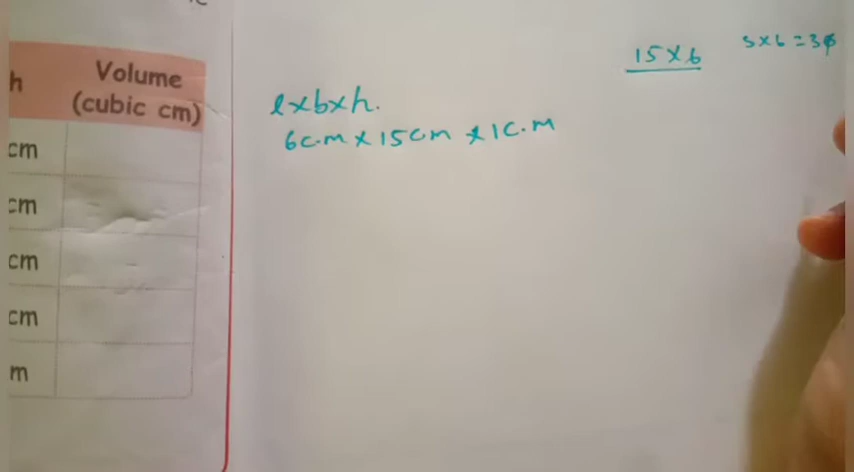 h
Volume
(cubic cm)
cm
cm
cm
cm
m
l×b×h.
6c.m × 15cm × 1c.m
15×6
5×6=30